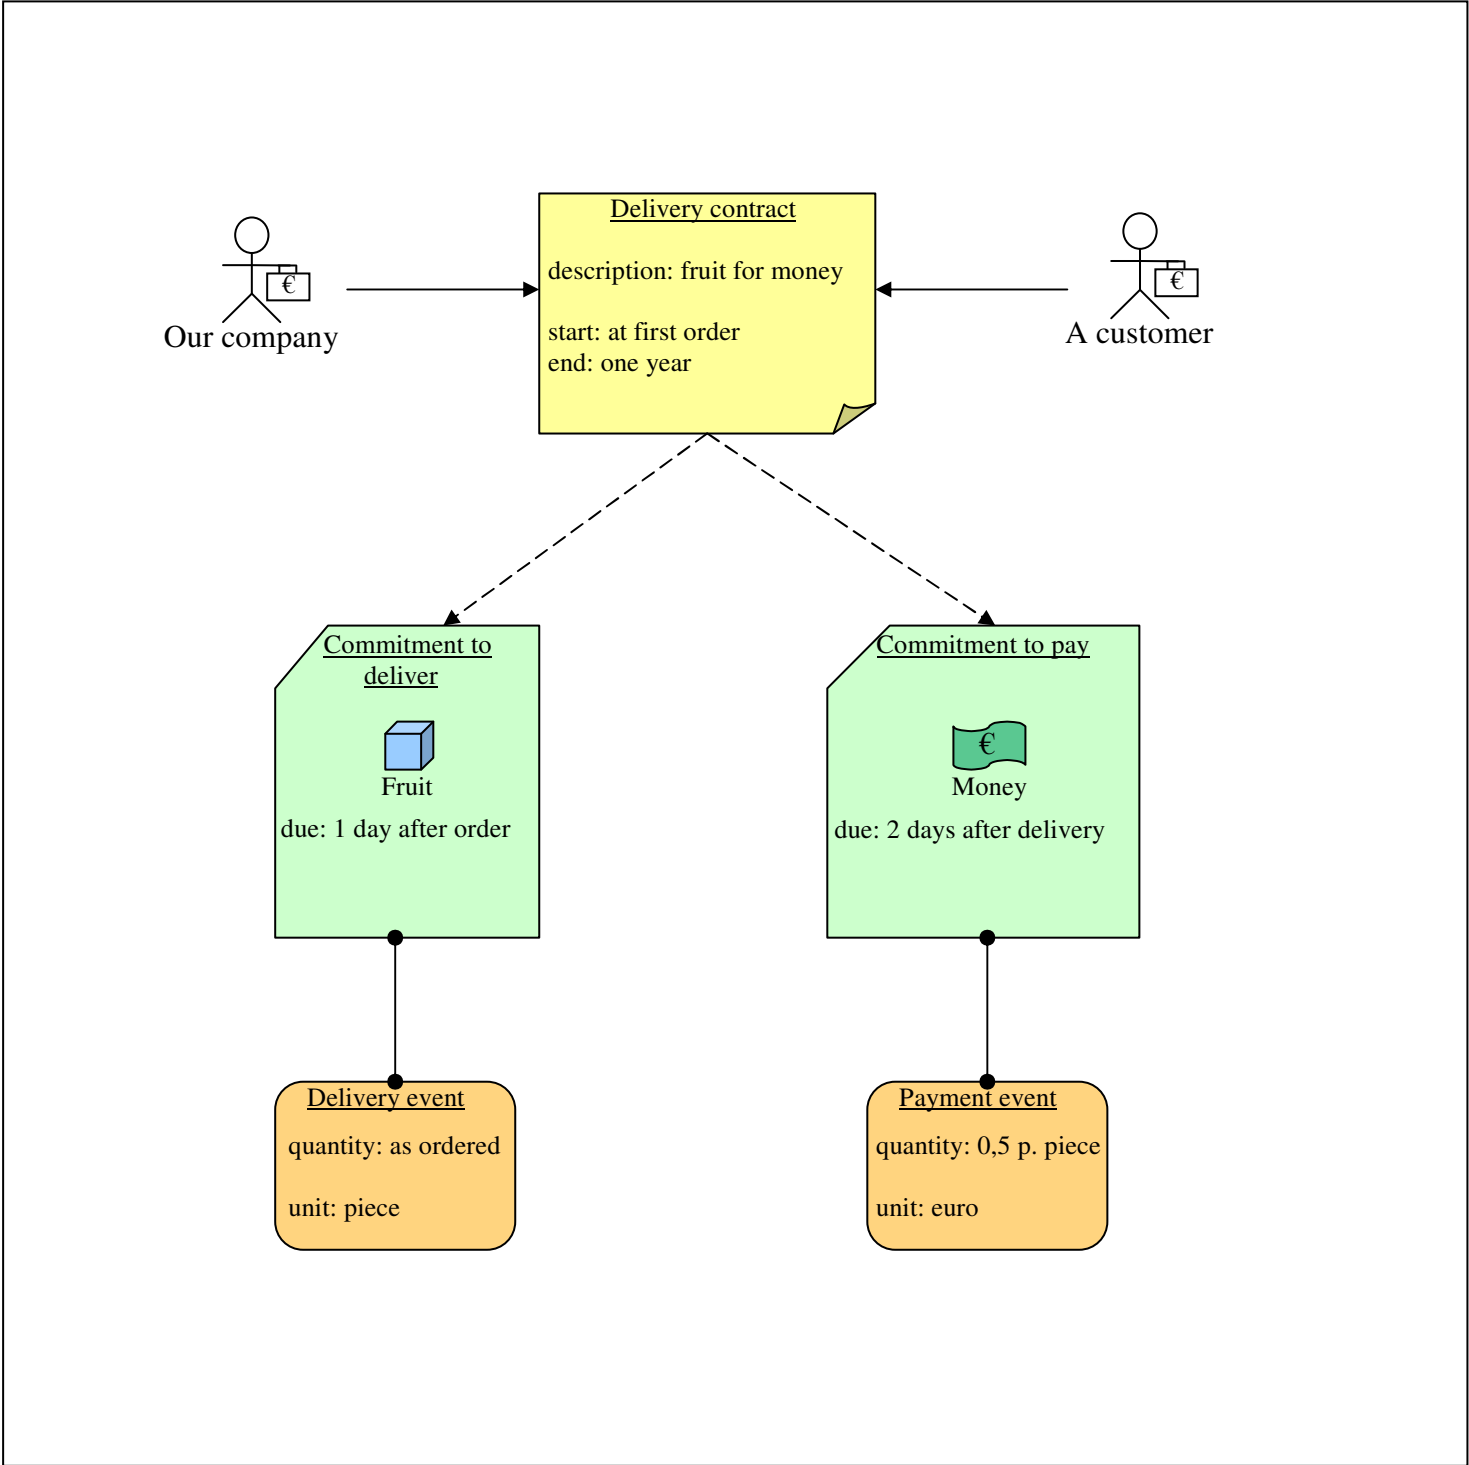 Delivery contract
description: fruit for money
start: at first order
end: one year
€
Our company
€
A customer
Commitment to
deliver
Fruit
due: 1 day after order
Commitment to pay
€
Money
due: 2 days after delivery
Delivery event
quantity: as ordered
unit: piece
Payment event
quantity: 0,5 p. piece
unit: euro